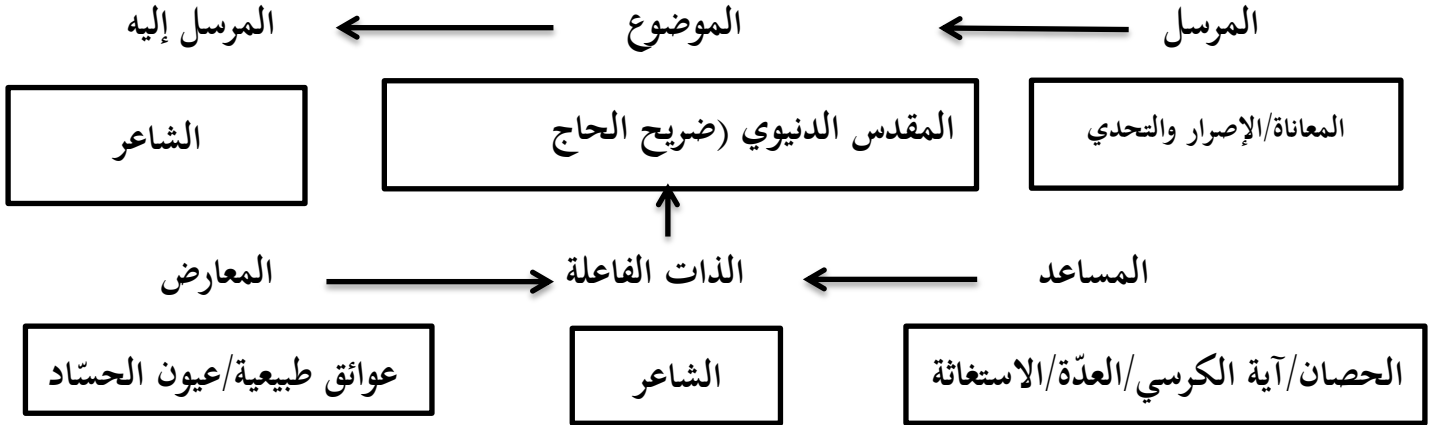 المرسل الموضوع المرسل إليه
المعاناة/الإصرار والتحدي المقدس الدنيوي (ضريح الحاج الشاعر
المساعد الذات الفاعلة المعارض
الحصان/آية الكرسي/العدّة/الاستغاثة الشاعر عوائق طبيعية/عيون الحسّاد